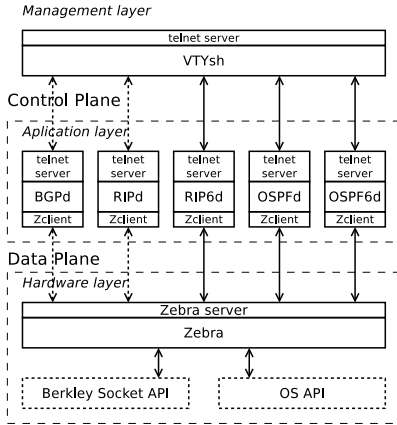 Management layer
telnet server
VTYsh
Control Plane
Aplication layer
telnet server
BGPd
Zclient
telnet server
RIPd
Zclient
telnet server
RIP6d
Zclient
telnet server
OSPFd
Zclient
telnet server
OSPF6d
Zclient
Data Plane
Hardware layer
Zebra server
Zebra
Berkley Socket API
OS API